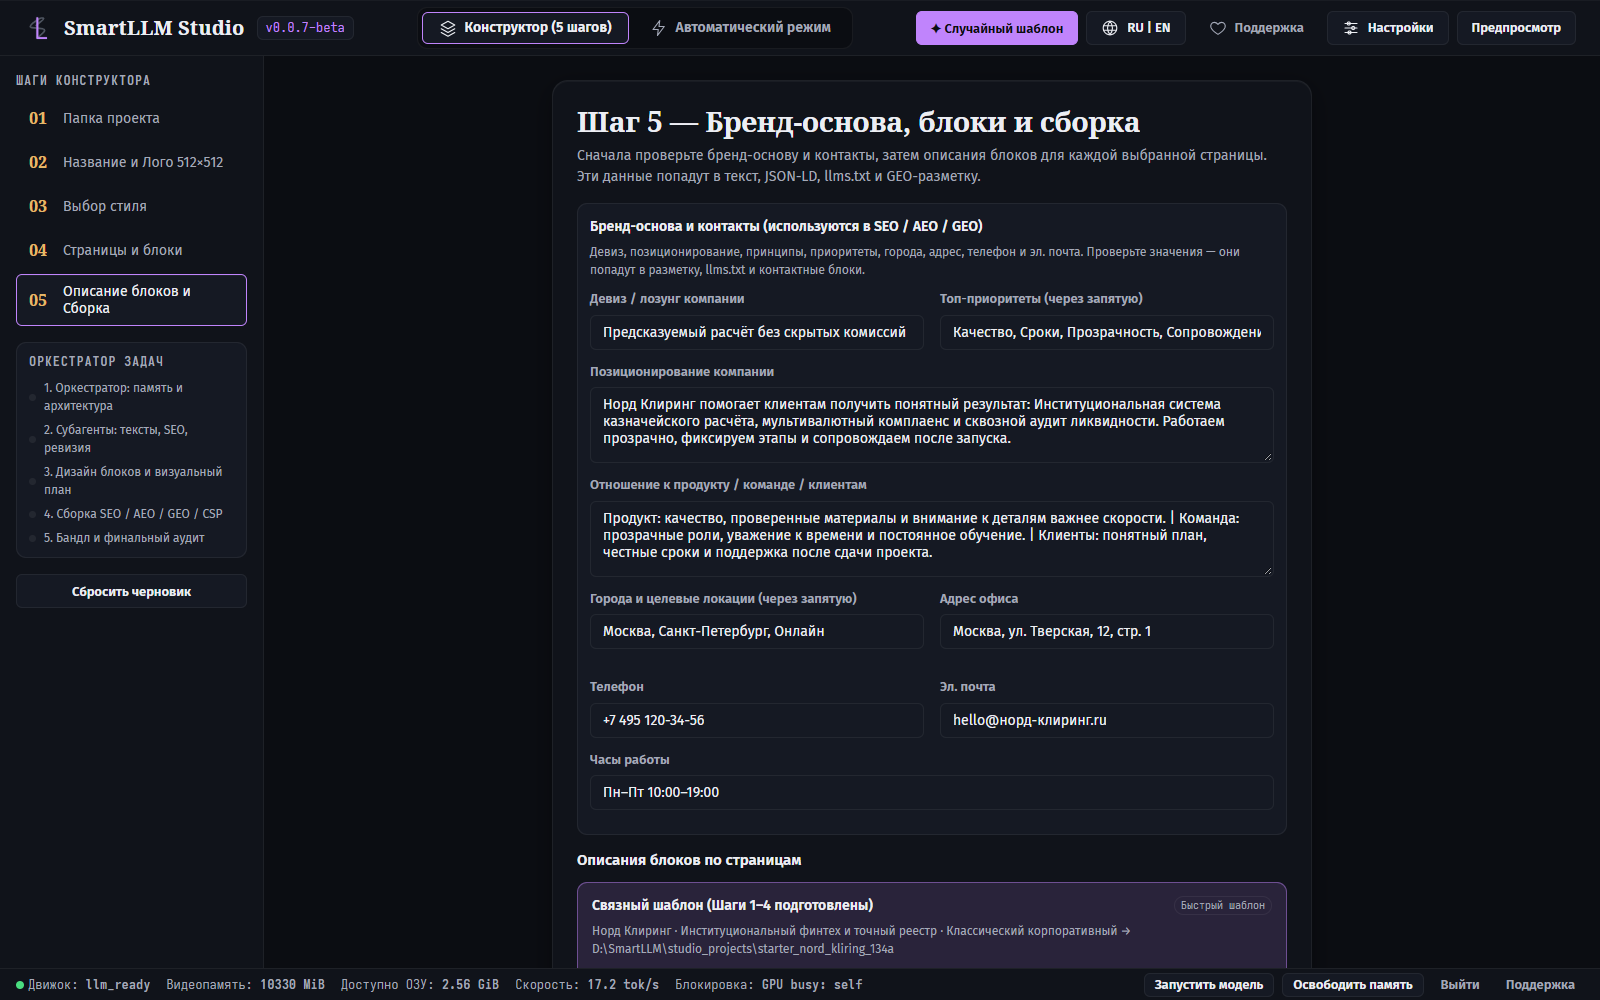 SmartLLM Studio v0.0.7-beta
Конструктор (5 шагов)
Автоматический режим
✦ Случайный шаблон
RU | EN
Поддержка
Настройки
Предпросмотр
ШАГИ КОНСТРУКТОРА
01 Папка проекта
02 Название и Лого 512×512
03 Выбор стиля
04 Страницы и блоки
05 Описание блоков и
Сборка
ОРКЕСТРАТОР ЗАДАЧ
1. Оркестратор: память и
архитектура
2. Субагенты: тексты, SEO,
ревизия
3. Дизайн блоков и визуальный
план
4. Сборка SEO / AEO / GEO / CSP
5. Бандл и финальный аудит
Сбросить черновик
Шаг 5 — Бренд-основа, блоки и сборка
Сначала проверьте бренд-основу и контакты, затем описания блоков для каждой выбранной страницы.
Эти данные попадут в текст, JSON-LD, llms.txt и GEO-разметку.
Бренд-основа и контакты (используются в SEO / AEO / GEO)
Девиз, позиционирование, принципы, приоритеты, города, адрес, телефон и эл. почта. Проверьте значения — они
попадут в разметку, llms.txt и контактные блоки.
Девиз / лозунг компании
Предсказуемый расчёт без скрытых комиссий
Топ-приоритеты (через запятую)
Качество, Сроки, Прозрачность, Сопровождени
Позиционирование компании
Норд Клиринг помогает клиентам получить понятный результат: Институциональная система
казначейского расчёта, мультивалютный комплаенс и сквозной аудит ликвидности. Работаем
прозрачно, фиксируем этапы и сопровождаем после запуска.
Отношение к продукту / команде / клиентам
Продукт: качество, проверенные материалы и внимание к деталям важнее скорости. | Команда:
прозрачные роли, уважение к времени и постоянное обучение. | Клиенты: понятный план,
честные сроки и поддержка после сдачи проекта.
Города и целевые локации (через запятую)
Москва, Санкт-Петербург, Онлайн
Адрес офиса
Москва, ул. Тверская, 12, стр. 1
Телефон
+7 495 120-34-56
Эл. почта
hello@норд-клиринг.ru
Часы работы
Пн–Пт 10:00–19:00
Описания блоков по страницам
Связный шаблон (Шаги 1–4 подготовлены)
Быстрый шаблон
Норд Клиринг · Институциональный финтех и точный реестр · Классический корпоративный →
D:\SmartLLM\studio_projects\starter_nord_kliring_134a
Движок: llm_ready
Видеопамять: 10330 MiB
Доступно ОЗУ: 2.56 GiB
Скорость: 17.2 tok/s
Блокировка: GPU busy: self
Запустить модель
Освободить память
Выйти
Поддержка